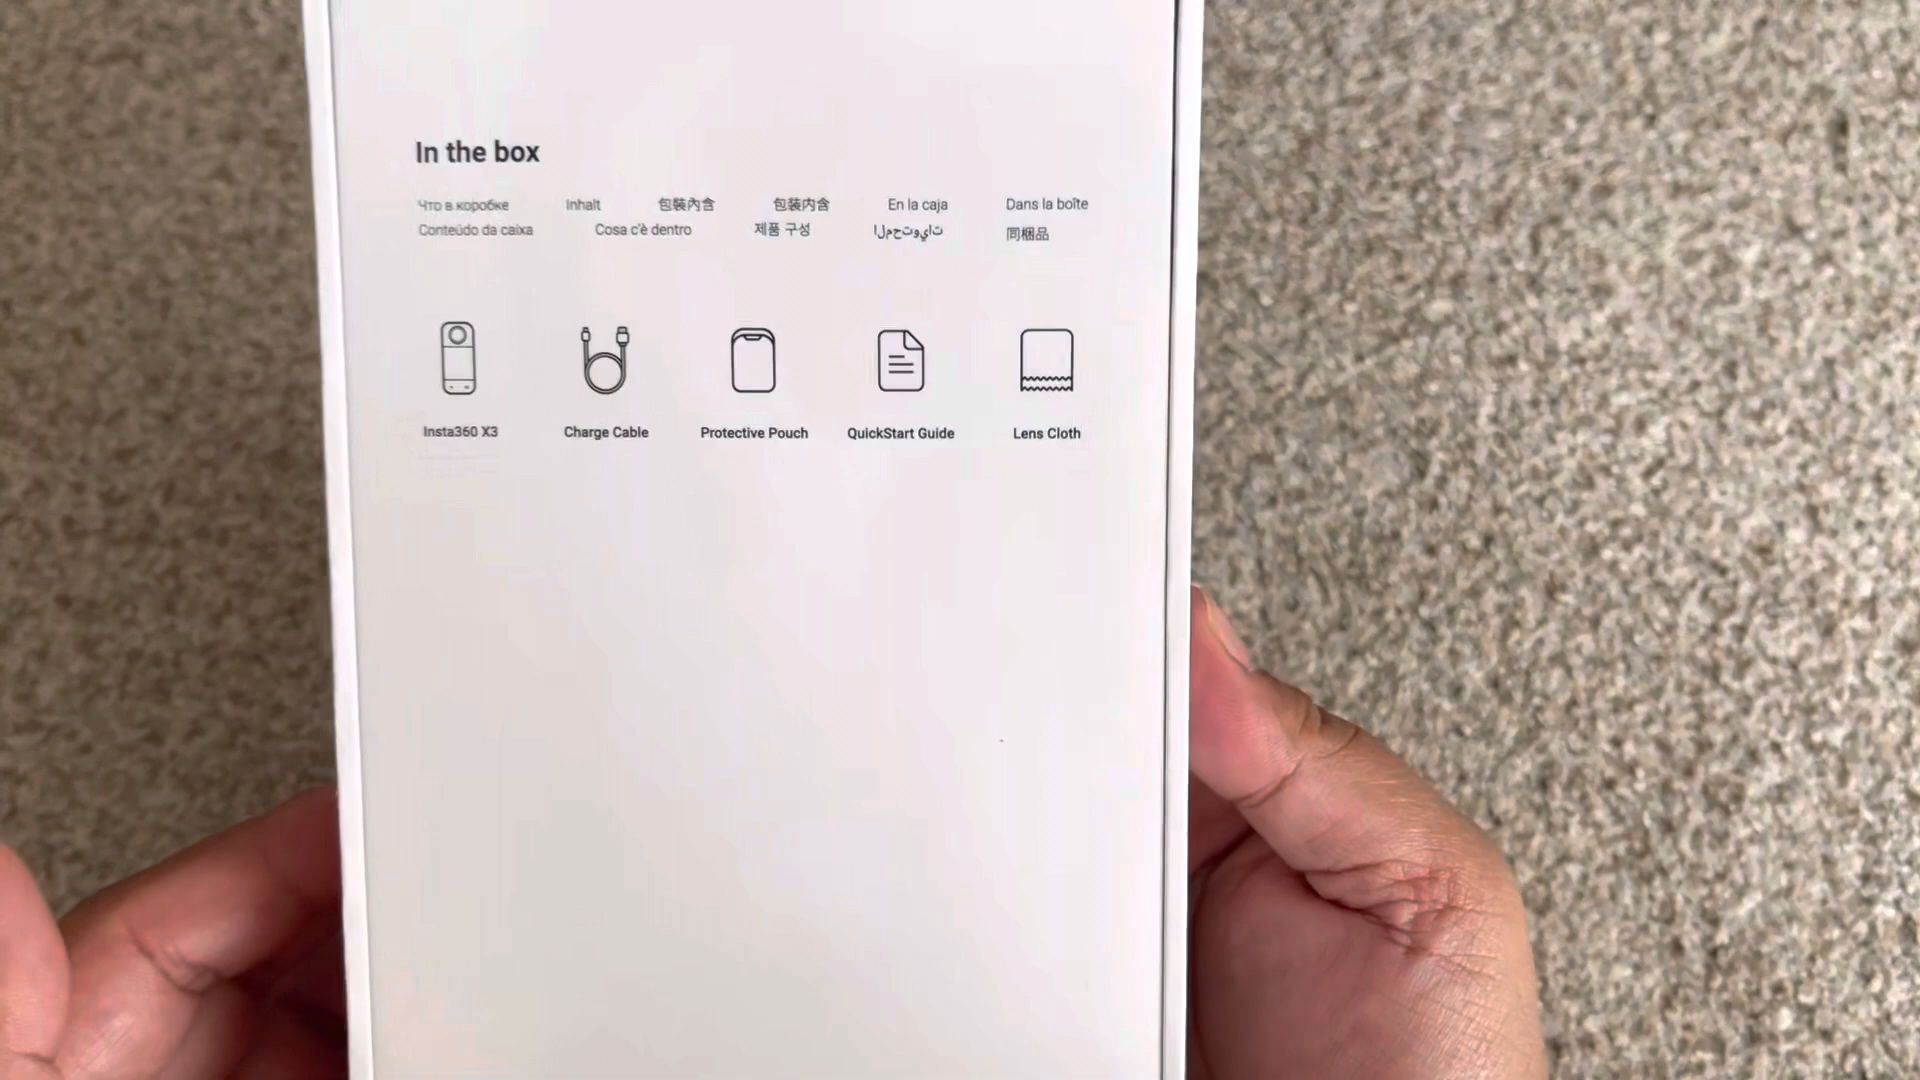 In the box
Что в коробке Inhalt 包裝內含 包装内含 En la caja Dans la boîte
Conteúdo da caixa Cosa c'è dentro 제품 구성 المحتويات 同梱品
Insta360 X3 Charge Cable Protective Pouch QuickStart Guide Lens Cloth